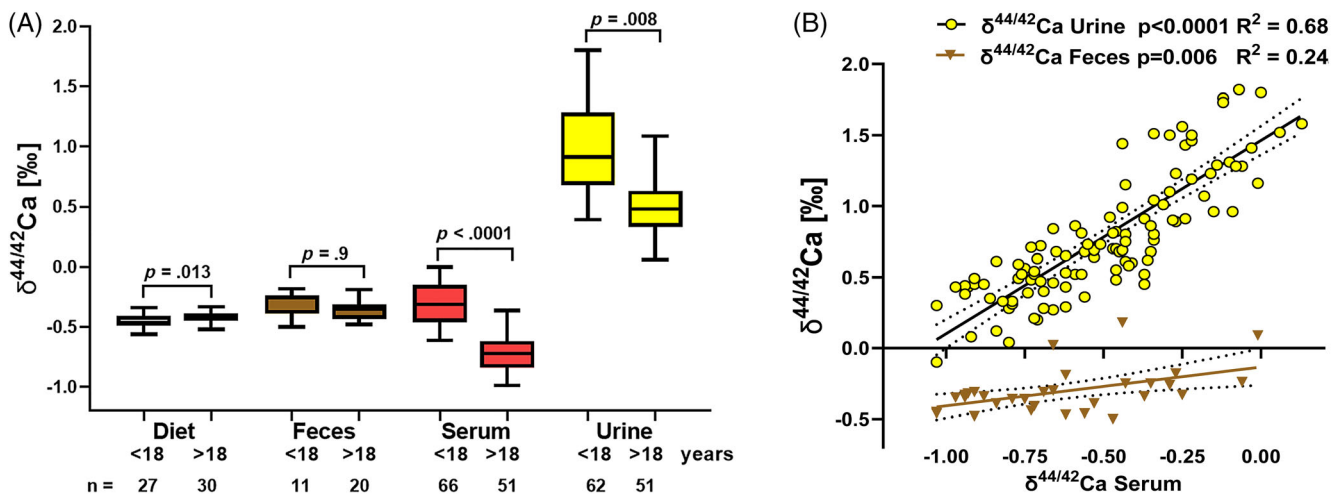 (A)
2.0
1.5
1.0
0.5
0.0
-0.5
-1.0
δ44/42Ca [‰]
p = .013
p = .9
p < .0001
p = .008
Diet Feces Serum Urine
<18 >18 <18 >18 <18 >18 <18 >18 years
n = 27 30 11 20 66 51 62 51
(B)
δ44/42Ca Urine p<0.0001 R2 = 0.68
δ44/42Ca Feces p=0.006 R2 = 0.24
2.0
1.5
1.0
0.5
0.0
-0.5
δ44/42Ca [‰]
-1.00 -0.75 -0.50 -0.25 0.00
δ44/42Ca Serum